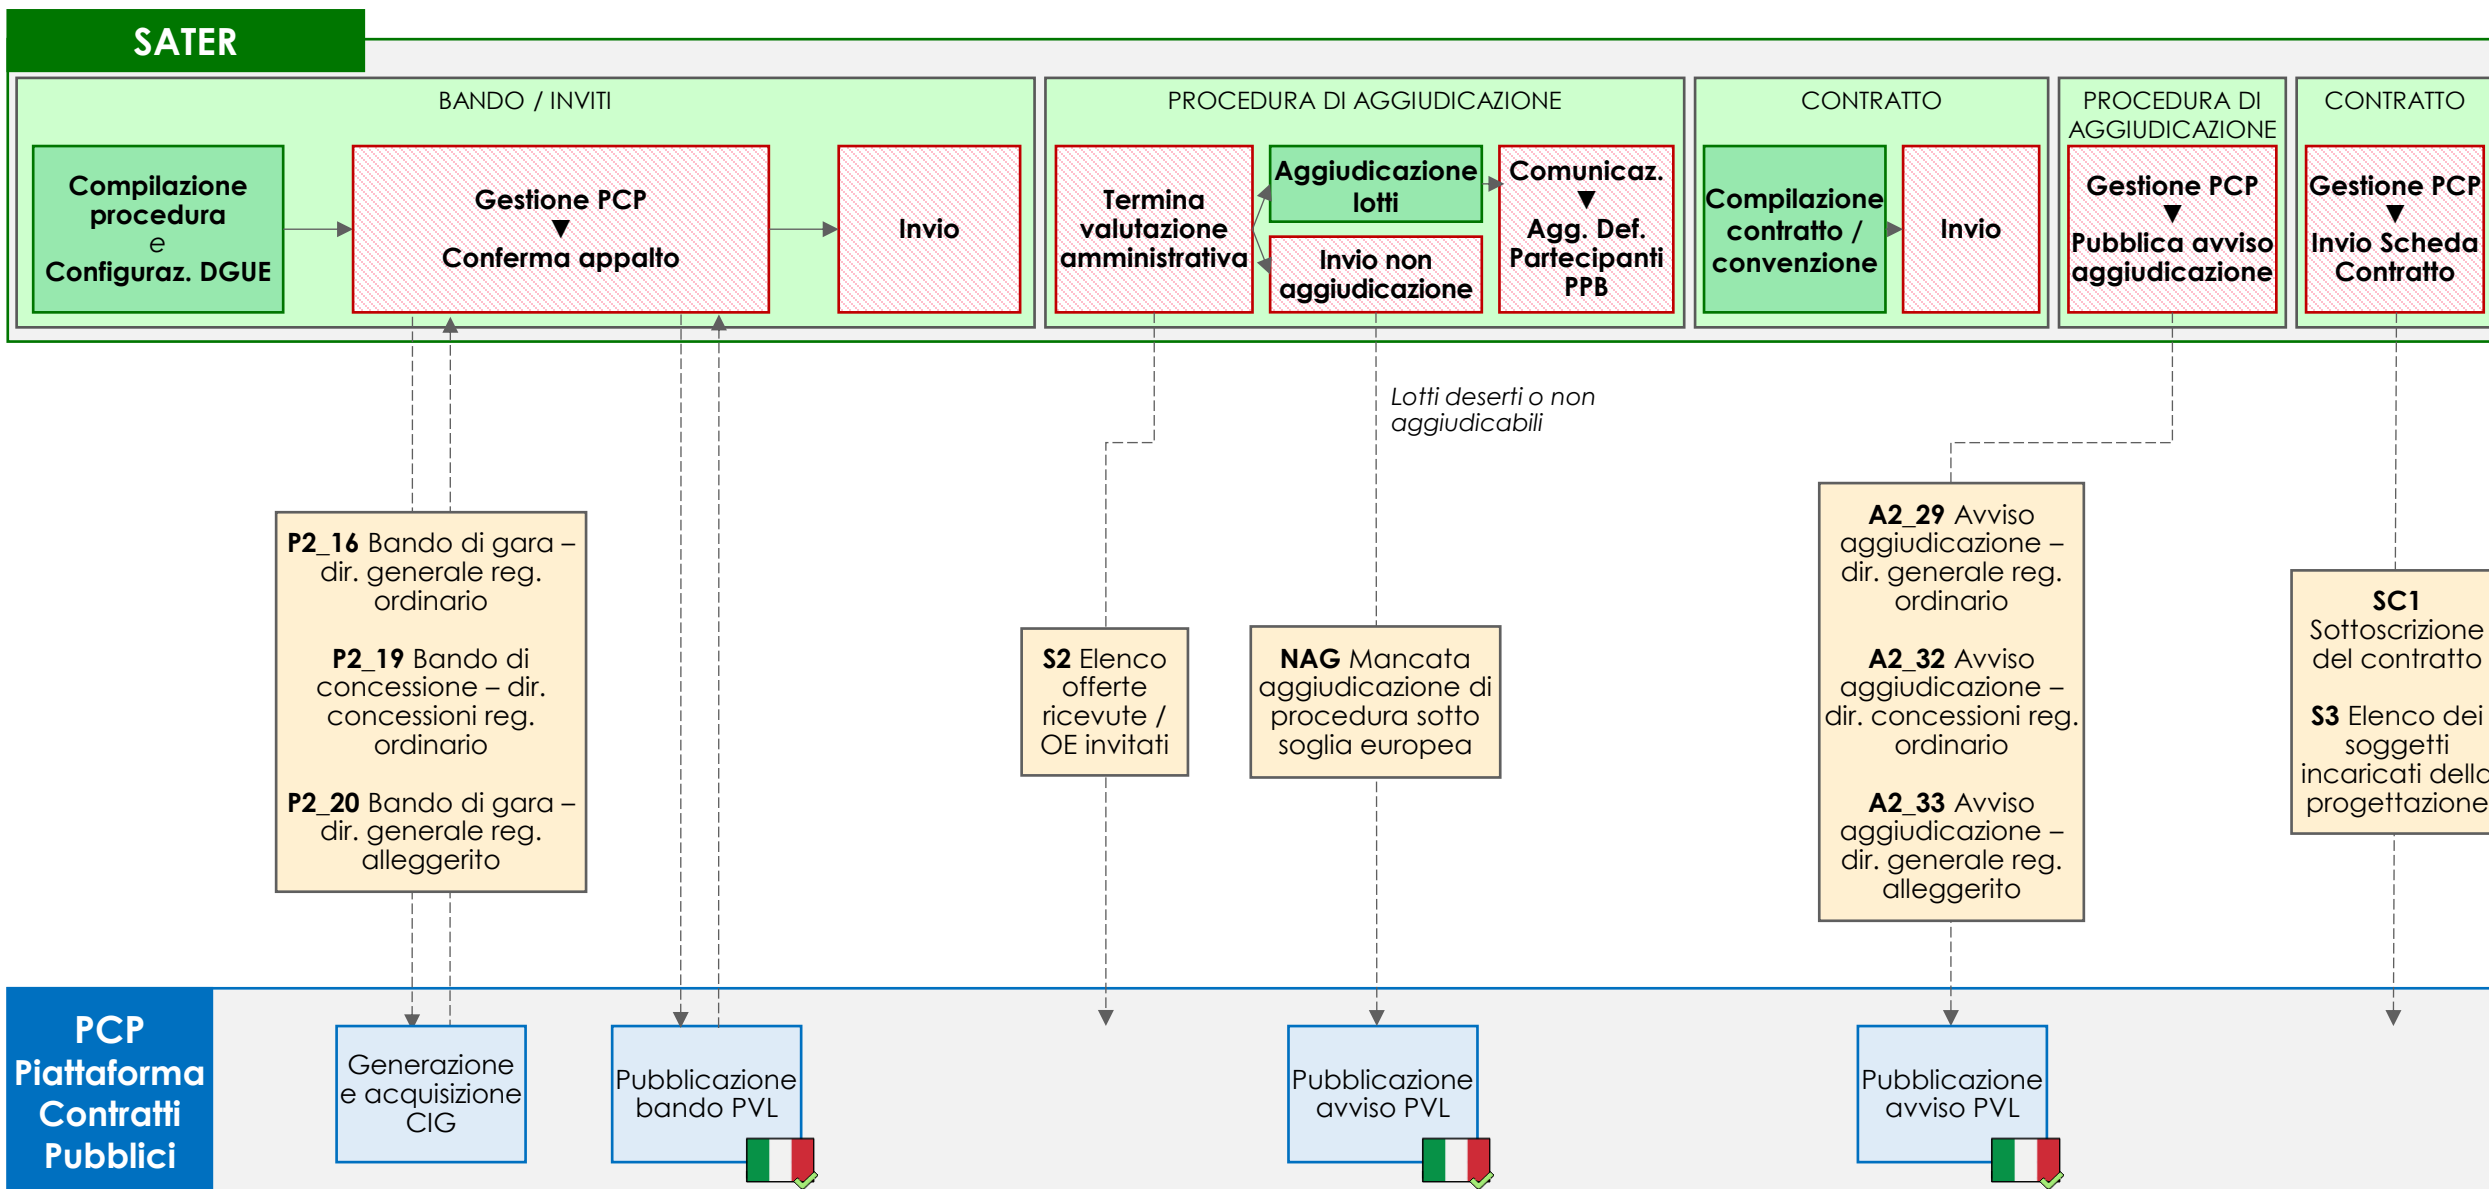 SATER
BANDO / INVITI
Compilazione
procedura
e
Configuraz. DGUE
Gestione PCP
▼
Conferma appalto
Invio
PROCEDURA DI AGGIUDICAZIONE
Termina
valutazione
amministrativa
Aggiudicazione
lotti
Invio non
aggiudicazione
Comunicaz.
▼
Agg. Def.
Partecipanti
PPB
CONTRATTO
Compilazione
contratto /
convenzione
Invio
PROCEDURA DI
AGGIUDICAZIONE
Gestione PCP
▼
Pubblica avviso
aggiudicazione
CONTRATTO
Gestione PCP
▼
Invio Scheda
Contratto
Lotti deserti o non
aggiudicabili
P2_16 Bando di gara –
dir. generale reg.
ordinario
P2_19 Bando di
concessione – dir.
concessioni reg.
ordinario
P2_20 Bando di gara –
dir. generale reg.
alleggerito
S2 Elenco
offerte
ricevute /
OE invitati
NAG Mancata
aggiudicazione di
procedura sotto
soglia europea
A2_29 Avviso
aggiudicazione –
dir. generale reg.
ordinario
A2_32 Avviso
aggiudicazione –
dir. concessioni reg.
ordinario
A2_33 Avviso
aggiudicazione –
dir. generale reg.
alleggerito
SC1
Sottoscrizione
del contratto
S3 Elenco dei
soggetti
incaricati della
progettazione
PCP
Piattaforma
Contratti
Pubblici
Generazione
e acquisizione
CIG
Pubblicazione
bando PVL
Pubblicazione
avviso PVL
Pubblicazione
avviso PVL